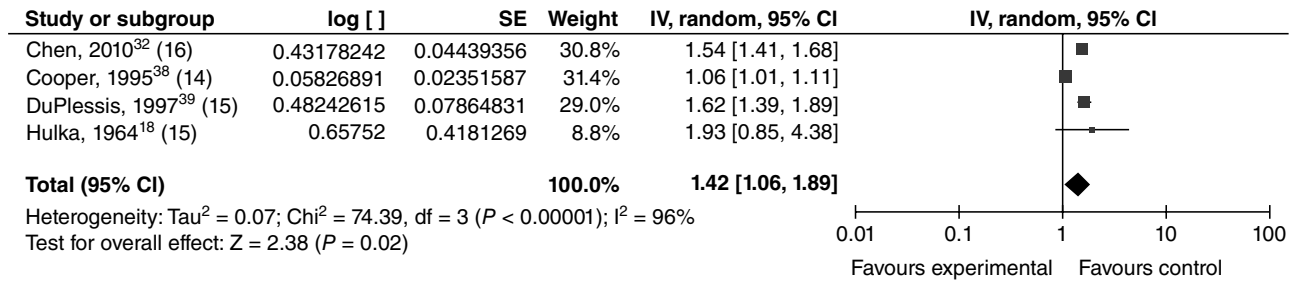 Study or subgroup log [ ] SE Weight IV, random, 95% CI IV, random, 95% CI
Chen, 2010³² (16) 0.43178242 0.04439356 30.8% 1.54 [1.41, 1.68]
Cooper, 1995³⁸ (14) 0.05826891 0.02351587 31.4% 1.06 [1.01, 1.11]
DuPlessis, 1997³⁹ (15) 0.48242615 0.07864831 29.0% 1.62 [1.39, 1.89]
Hulka, 1964¹⁸ (15) 0.65752 0.4181269 8.8% 1.93 [0.85, 4.38]
Total (95% CI) 100.0% 1.42 [1.06, 1.89]
Heterogeneity: Tau² = 0.07; Chi² = 74.39, df = 3 (P < 0.00001); I² = 96%
Test for overall effect: Z = 2.38 (P = 0.02)
0.01 0.1 1 10 100
Favours experimental Favours control